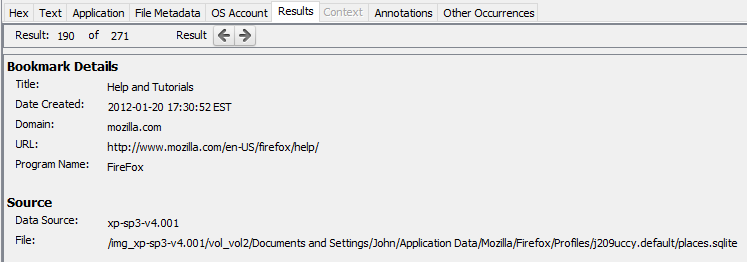 Hex Text Application File Metadata OS Account Results Context Annotations Other Occurrences
Result: 190 of 271 Result
Bookmark Details
Title: Help and Tutorials
Date Created: 2012-01-20 17:30:52 EST
Domain: mozilla.com
URL: http://www.mozilla.com/en-US/firefox/help/
Program Name: FireFox
Source
Data Source: xp-sp3-v4.001
File: /img_xp-sp3-v4.001/vol_vol2/Documents and Settings/John/Application Data/Mozilla/Firefox/Profiles/j209uccy.default/places.sqlite